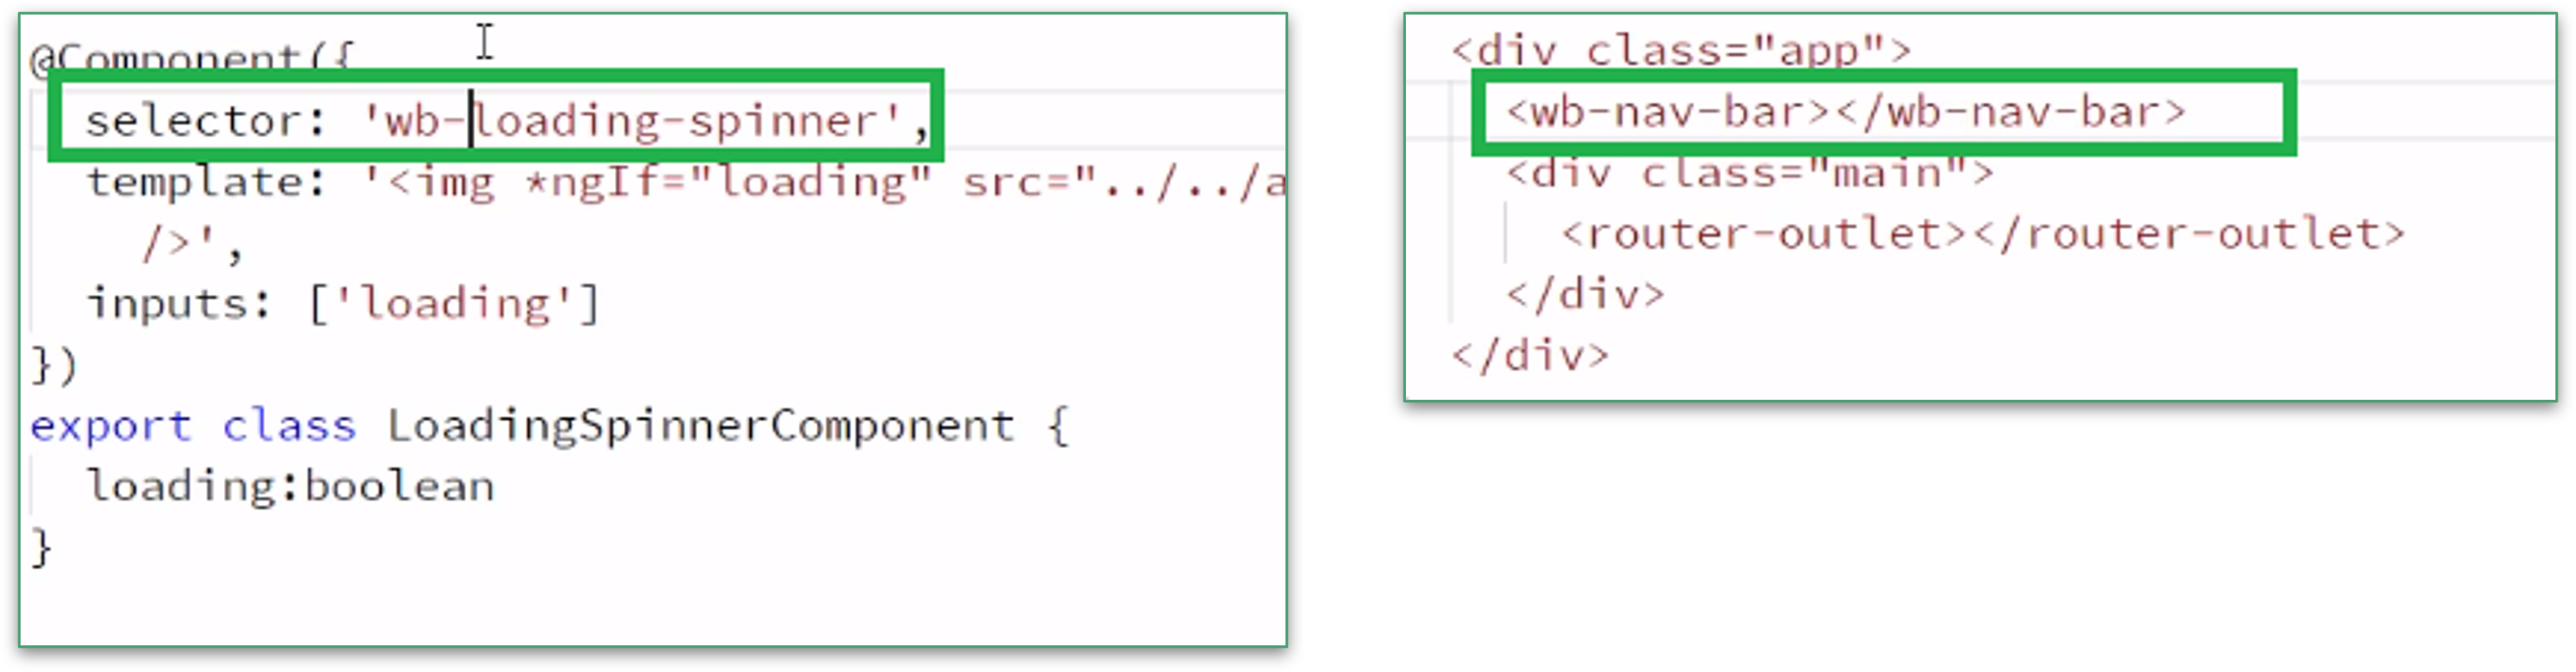 @Component({
selector: 'wb-loading-spinner',
template: '<img *ngIf="loading" src="../../a
/>',
inputs: ['loading']
})
export class LoadingSpinnerComponent {
loading:boolean
}
<div class="app">
<wb-nav-bar></wb-nav-bar>
<div class="main">
<router-outlet></router-outlet>
</div>
</div>